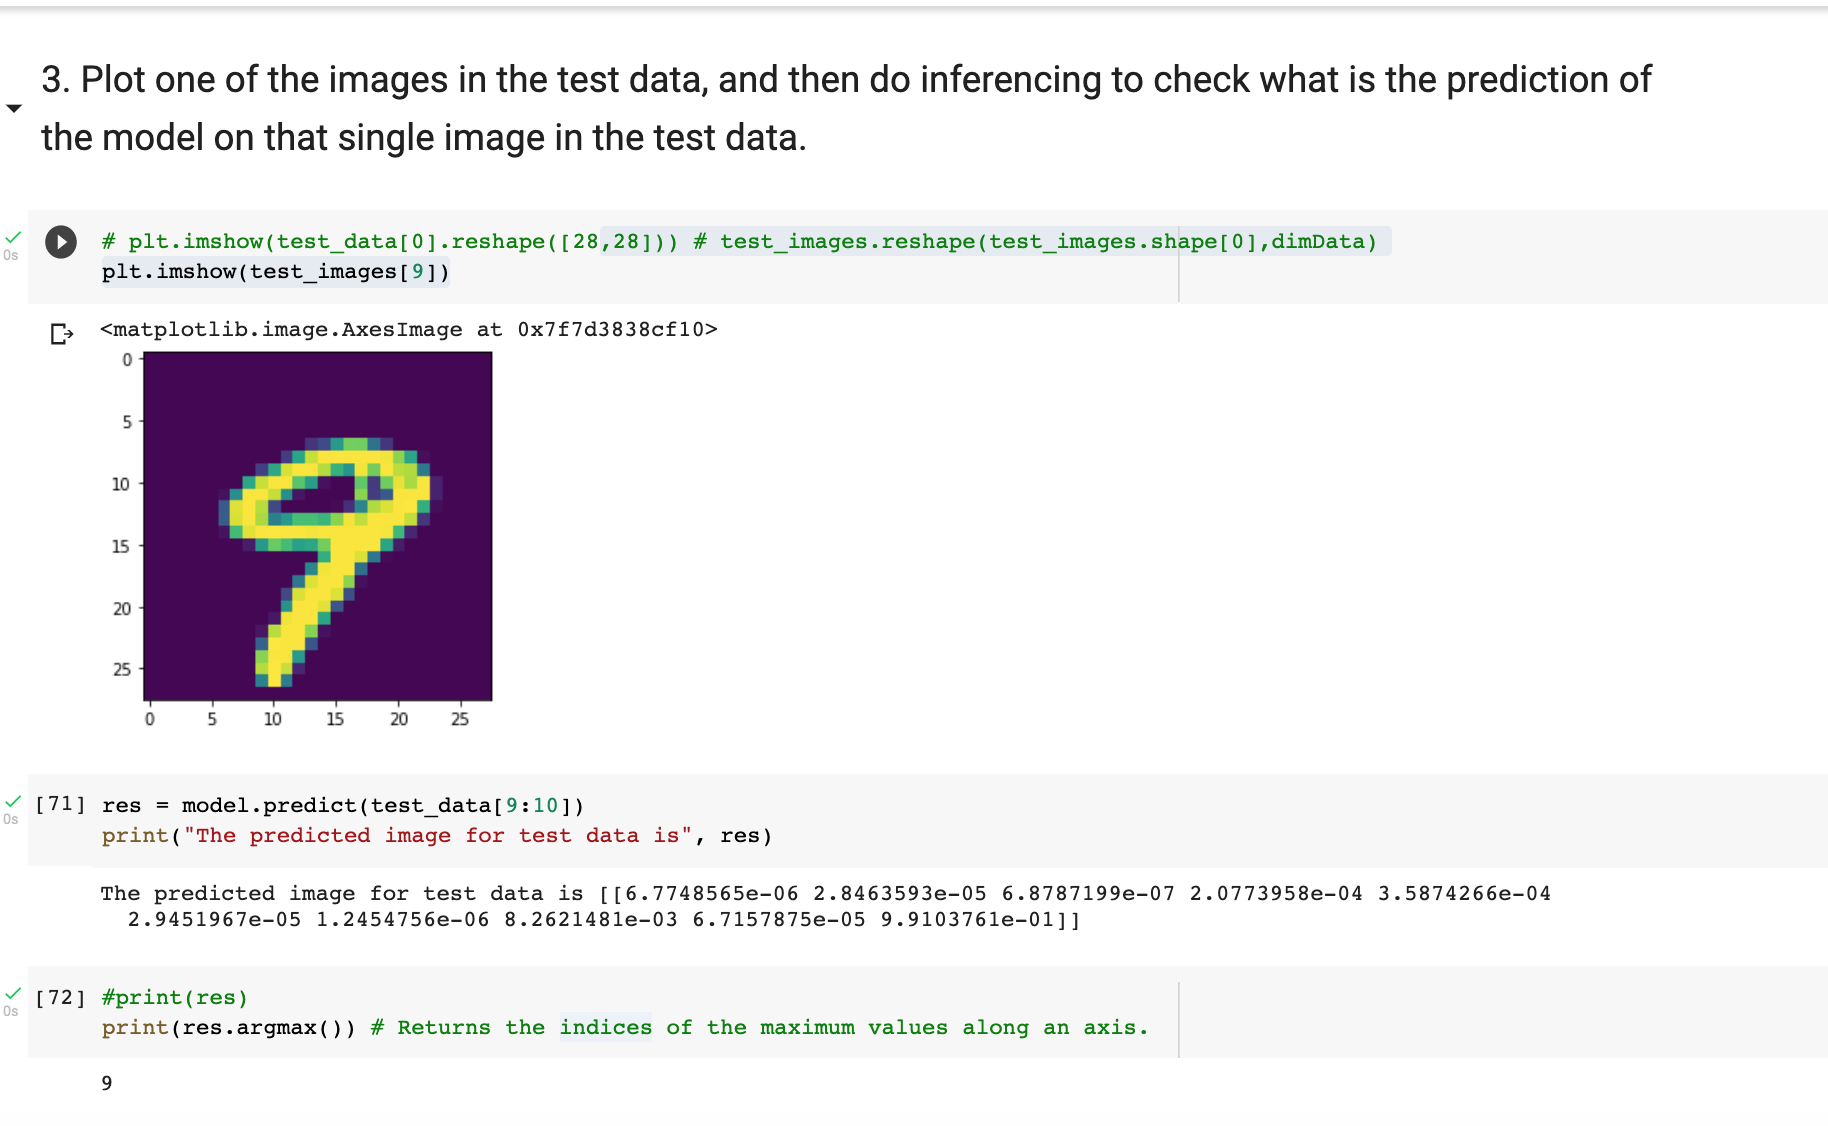 3. Plot one of the images in the test data, and then do inferencing to check what is the prediction of
the model on that single image in the test data.
0s
# plt.imshow(test_data[0].reshape([28,28])) # test_images.reshape(test_images.shape[0],dimData)
plt.imshow(test_images[9])
<matplotlib.image.AxesImage at 0x7f7d3838cf10>
0
5
10
15
20
25
0 5 10 15 20 25
0s
[71] res = model.predict(test_data[9:10])
print("The predicted image for test data is", res)
The predicted image for test data is [[6.7748565e-06 2.8463593e-05 6.8787199e-07 2.0773958e-04 3.5874266e-04
2.9451967e-05 1.2454756e-06 8.2621481e-03 6.7157875e-05 9.9103761e-01]]
0s
[72] #print(res)
print(res.argmax()) # Returns the indices of the maximum values along an axis.
9